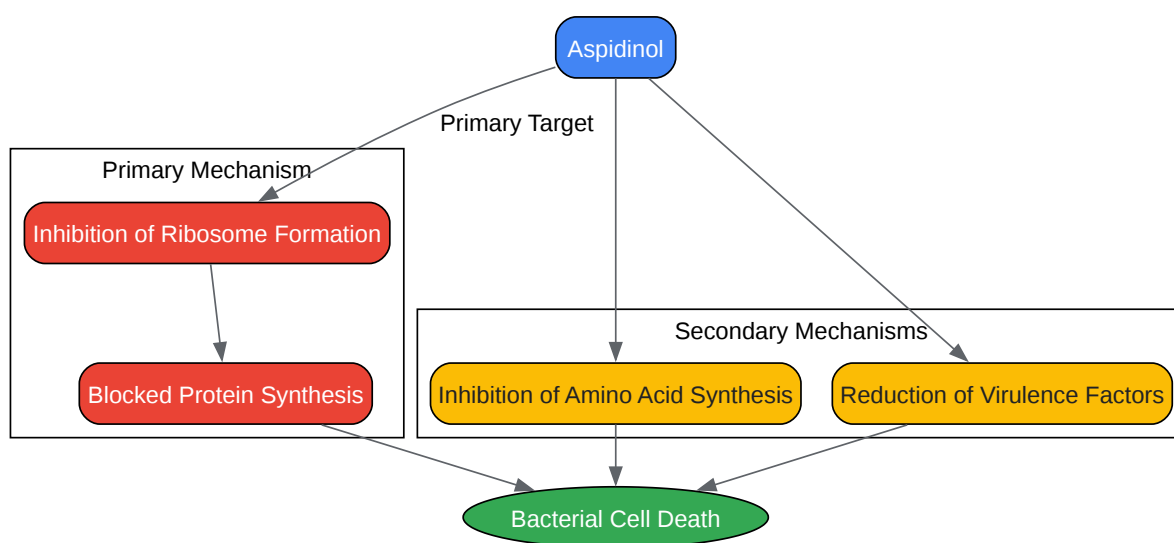 Aspidinol
Primary Target
Primary Mechanism
Inhibition of Ribosome Formation
Blocked Protein Synthesis
Secondary Mechanisms
Inhibition of Amino Acid Synthesis
Reduction of Virulence Factors
Bacterial Cell Death